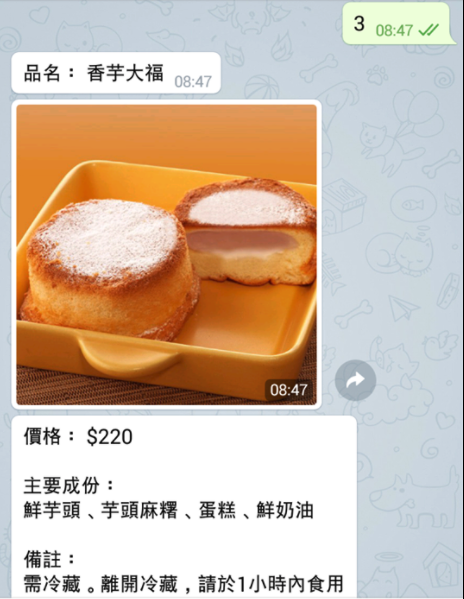 3 08:47
品名： 香芋大福 08:47
08:47
價格： $220
主要成份：
鮮芋頭、芋頭麻糬、蛋糕、鮮奶油
備註：
需冷藏。離開冷藏，請於1小時內食用